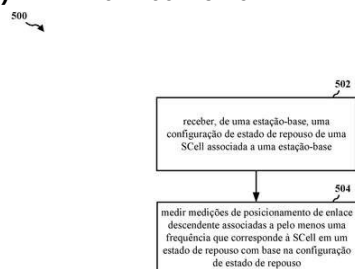 500
502
receber, de uma estação-base, uma
configuração de estado de repouso de uma
SCell associada a uma estação-base
504
medir medições de posicionamento de enlace
descendente associadas a pelo menos uma
frequência que corresponde à SCell em um
estado de repouso com base na configuração
de estado de repouso